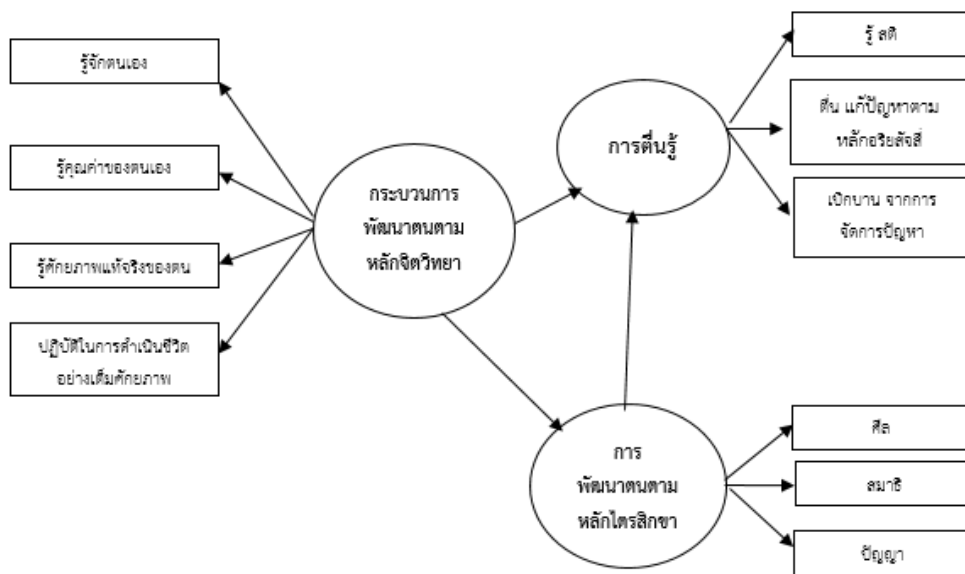 รู้จักตนเอง
รู้คุณค่าของตนเอง
รู้ศักยภาพแท้จริงของตน
ปฏิบัติในการดำเนินชีวิต
อย่างเต็มศักยภาพ
กระบวนการ
พัฒนาตนตาม
หลักจิตวิทยา
การตื่นรู้
รู้ สติ
ตื่น แก้ปัญหาตาม
หลักอริยสัจสี่
เบิกบาน จากการ
จัดการปัญหา
การ
พัฒนาตนตาม
หลักไตรสิกขา
ศีล
สมาธิ
ปัญญา